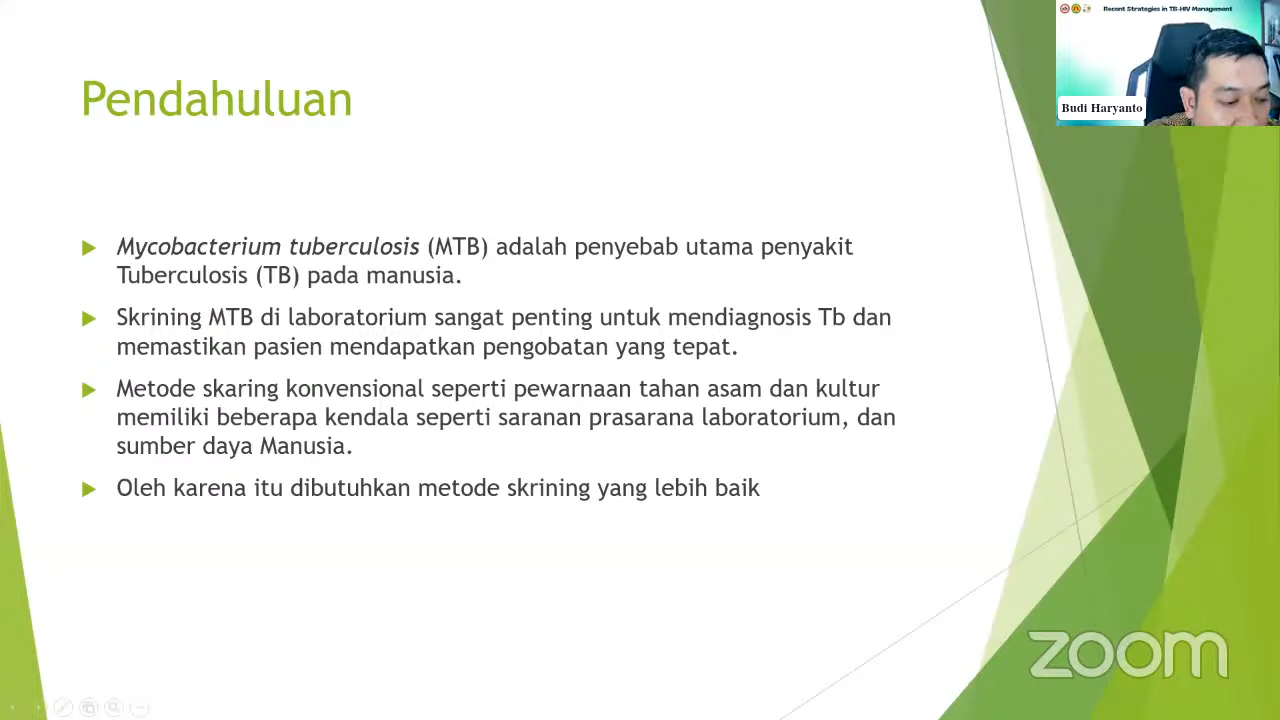 Recent Strategies in TB-HIV Management
Budi Haryanto
Pendahuluan
Mycobacterium tuberculosis (MTB) adalah penyebab utama penyakit
Tuberculosis (TB) pada manusia.
Skrining MTB di laboratorium sangat penting untuk mendiagnosis Tb dan
memastikan pasien mendapatkan pengobatan yang tepat.
Metode skaring konvensional seperti pewarnaan tahan asam dan kultur
memiliki beberapa kendala seperti saranan prasarana laboratorium, dan
sumber daya Manusia.
Oleh karena itu dibutuhkan metode skrining yang lebih baik
zoom